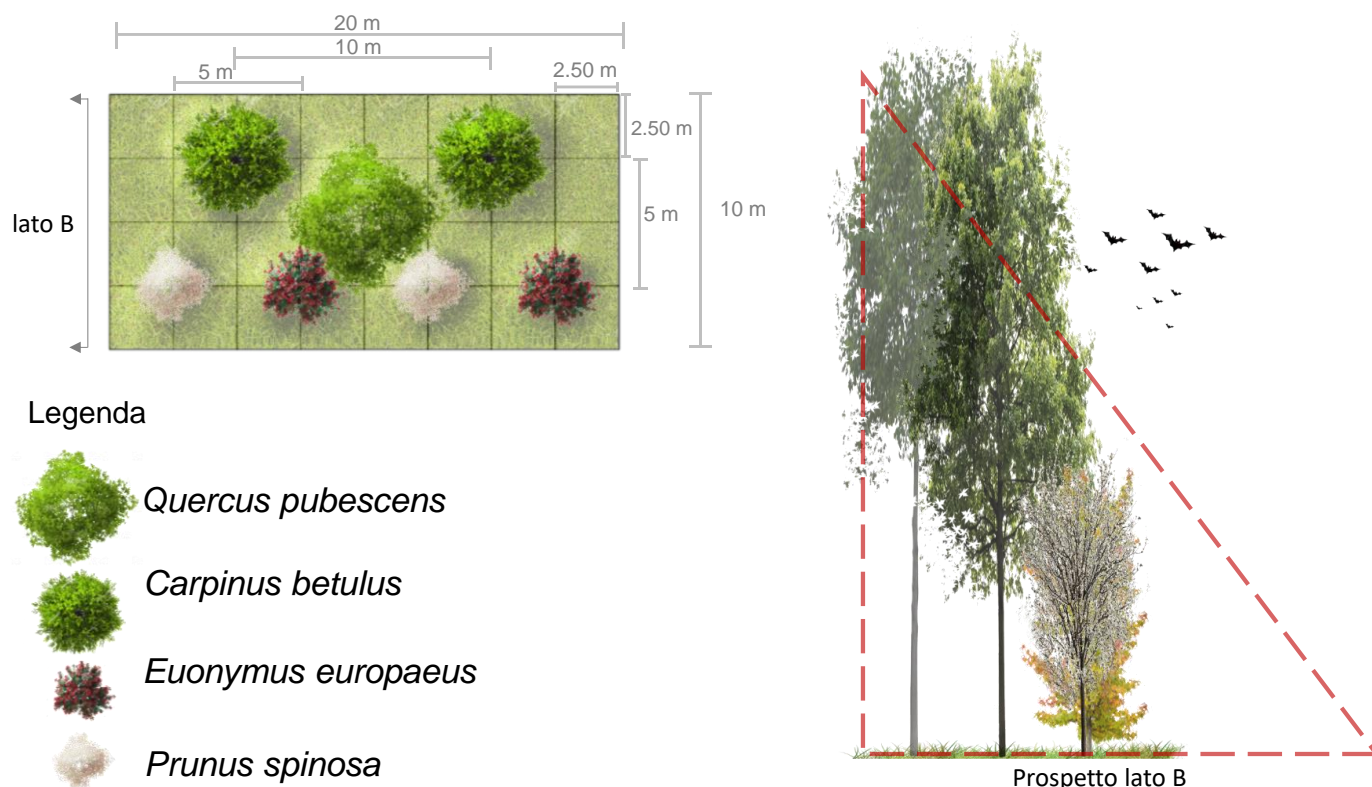 20 m
10 m
5 m
2.50 m
2.50 m
lato B
5 m
10 m
Legenda
Quercus pubescens
Carpinus betulus
Euonymus europaeus
Prunus spinosa
Prospetto lato B